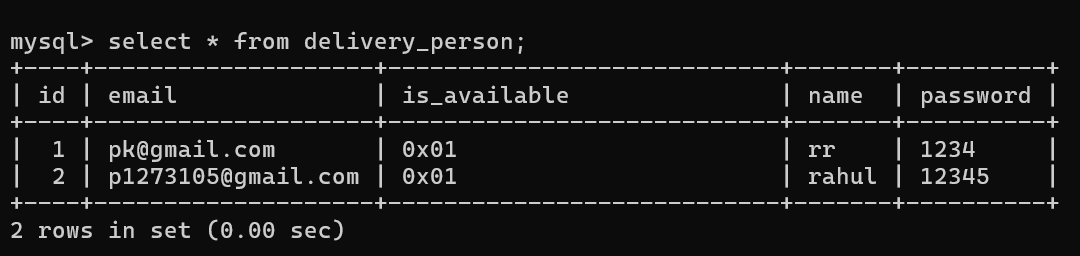 mysql> select * from delivery_person;
+----+--------------------+----------------------------+-------+----------+
| id | email              | is_available               | name  | password |
+----+--------------------+----------------------------+-------+----------+
|  1 | pk@gmail.com       | 0x01                       | rr    | 1234     |
|  2 | p1273105@gmail.com | 0x01                       | rahul | 12345    |
+----+--------------------+----------------------------+-------+----------+
2 rows in set (0.00 sec)